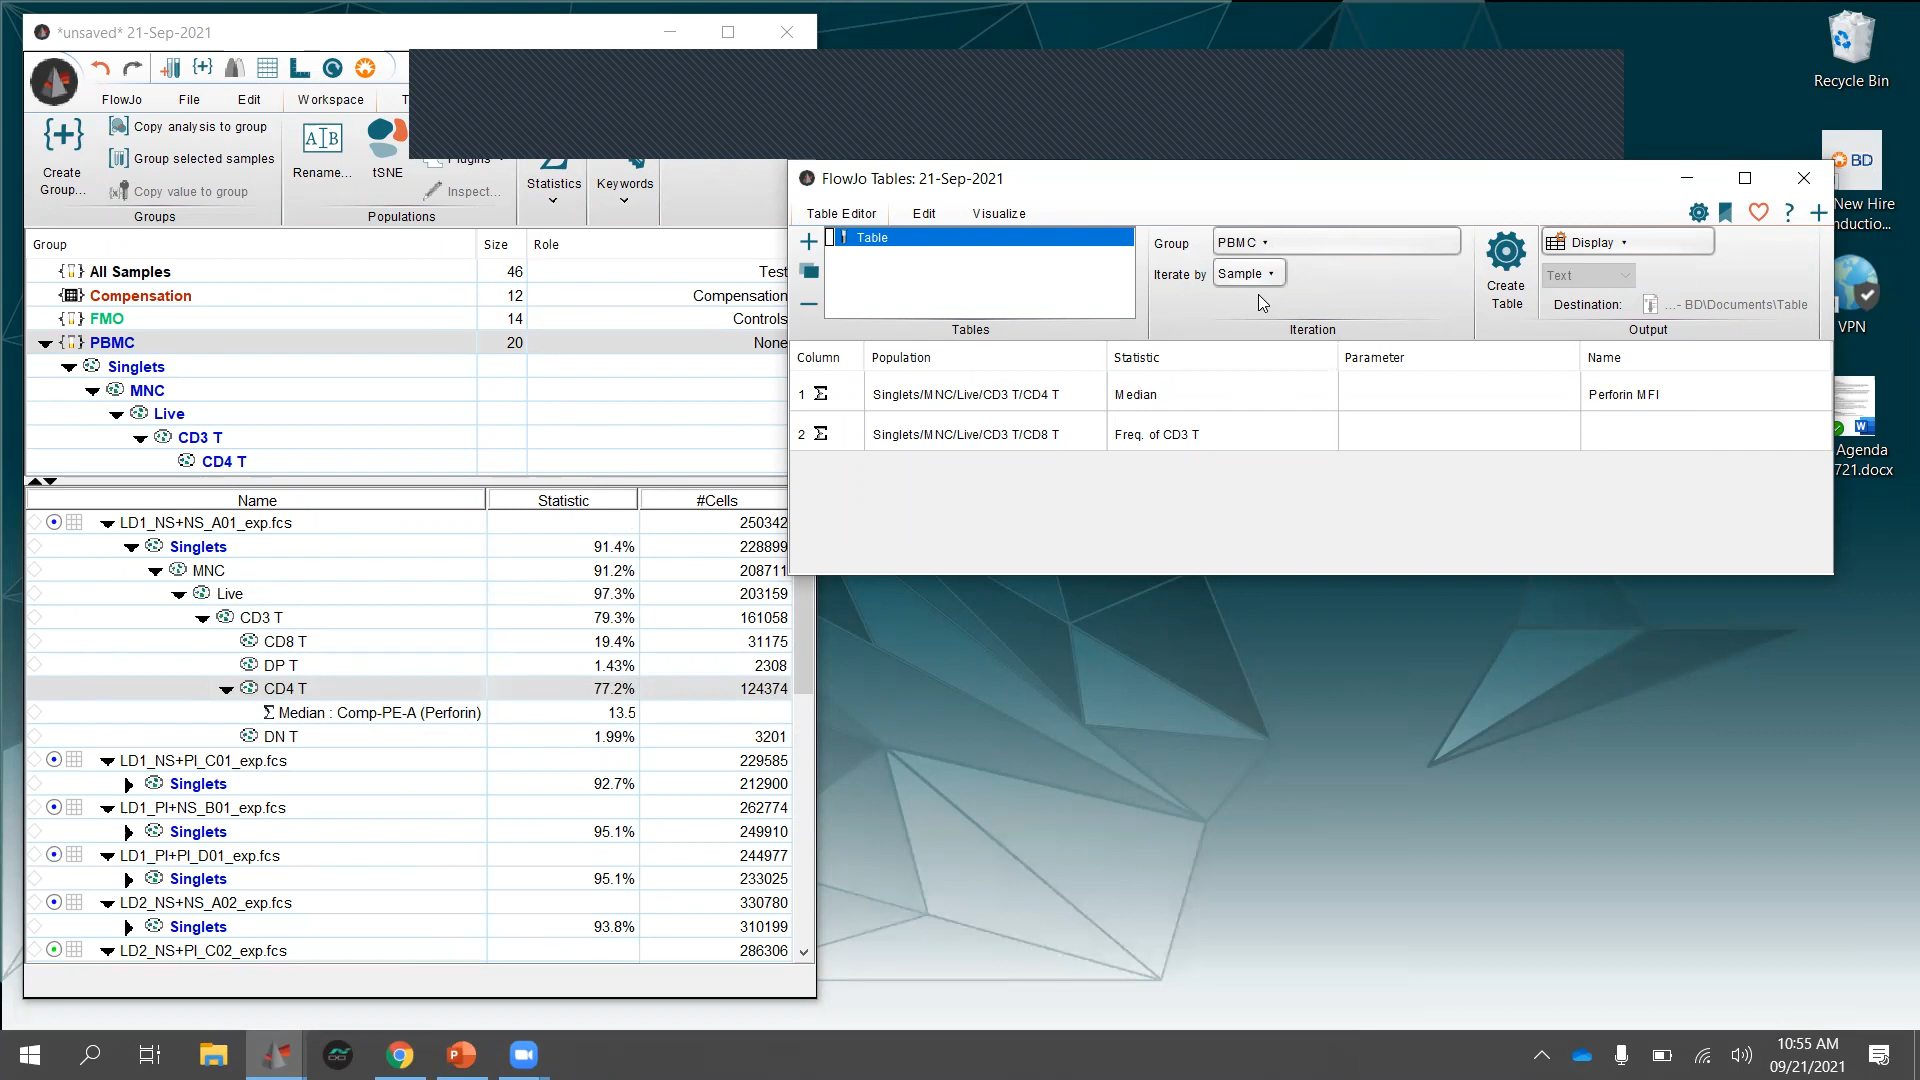 *unsaved* 21-Sep-2021
FlowJo File Edit Workspace T
Create Group...
Copy analysis to group
Group selected samples
Copy value to group
Groups
Rename...
tSNE
Plugins
Inspect...
Populations
Statistics
Keywords
Group Size Role
All Samples 46 Test
Compensation 12 Compensation
FMO 14 Controls
PBMC 20 None
Singlets
MNC
Live
CD3 T
CD4 T
Name Statistic #Cells
LD1_NS+NS_A01_exp.fcs 250342
Singlets 91.4% 228899
MNC 91.2% 208711
Live 97.3% 203159
CD3 T 79.3% 161058
CD8 T 19.4% 31175
DP T 1.43% 2308
CD4 T 77.2% 124374
Σ Median : Comp-PE-A (Perforin) 13.5
DN T 1.99% 3201
LD1_NS+PI_C01_exp.fcs 229585
Singlets 92.7% 212900
LD1_PI+NS_B01_exp.fcs 262774
Singlets 95.1% 249910
LD1_PI+PI_D01_exp.fcs 244977
Singlets 95.1% 233025
LD2_NS+NS_A02_exp.fcs 330780
Singlets 93.8% 310199
LD2_NS+PI_C02_exp.fcs 286306
FlowJo Tables: 21-Sep-2021
Table Editor Edit Visualize
Table
Tables
Group PBMC
Iterate by Sample
Iteration
Create Table
Display
Text
Destination: ...- BD\Documents\Table
Output
Column Population Statistic Parameter Name
1 Σ Singlets/MNC/Live/CD3 T/CD4 T Median Perforin MFI
2 Σ Singlets/MNC/Live/CD3 T/CD8 T Freq. of CD3 T
Recycle Bin
BD
New Hire
nductio...
VPN
Agenda
721.docx
10:55 AM
09/21/2021